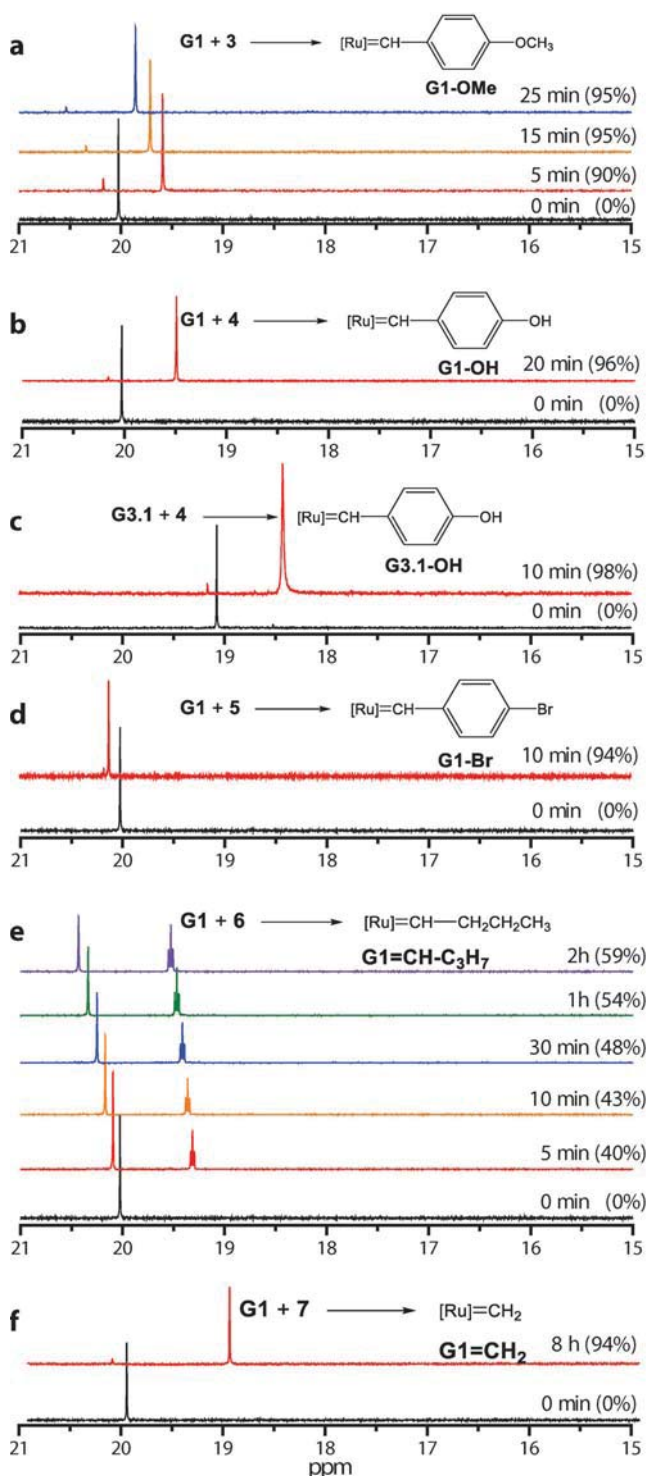 a
G1 + 3 [Ru]=CH OCH₃
G1-OMe
25 min (95%)
15 min (95%)
5 min (90%)
0 min (0%)
21 20 19 18 17 16 15
b
G1 + 4 [Ru]=CH OH
G1-OH
20 min (96%)
0 min (0%)
21 20 19 18 17 16 15
c
G3.1 + 4 [Ru]=CH OH
G3.1-OH
10 min (98%)
0 min (0%)
21 20 19 18 17 16 15
d
G1 + 5 [Ru]=CH Br
G1-Br
10 min (94%)
0 min (0%)
21 20 19 18 17 16 15
e
G1 + 6 [Ru]=CH—CH₂CH₂CH₃
G1=CH-C₃H₇
2h (59%)
1h (54%)
30 min (48%)
10 min (43%)
5 min (40%)
0 min (0%)
21 20 19 18 17 16 15
f
G1 + 7 [Ru]=CH₂
G1=CH₂
8 h (94%)
0 min (0%)
21 20 19 18 17 16 15
ppm